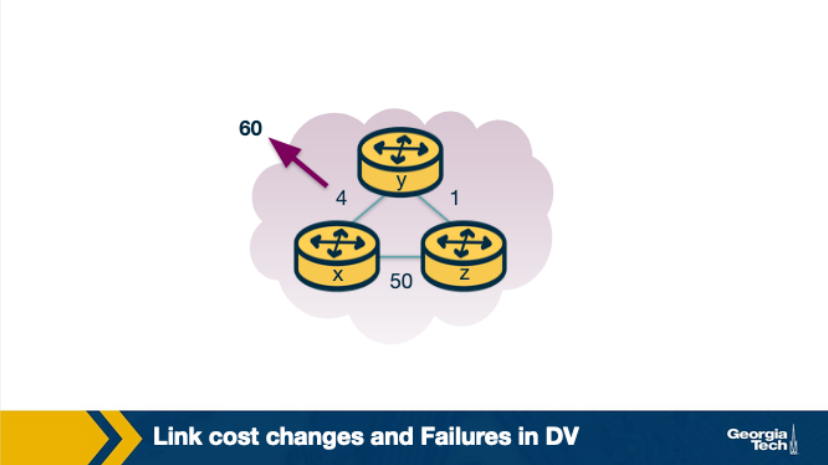 60
y
4
1
x
z
50
Link cost changes and Failures in DV
Georgia
Tech